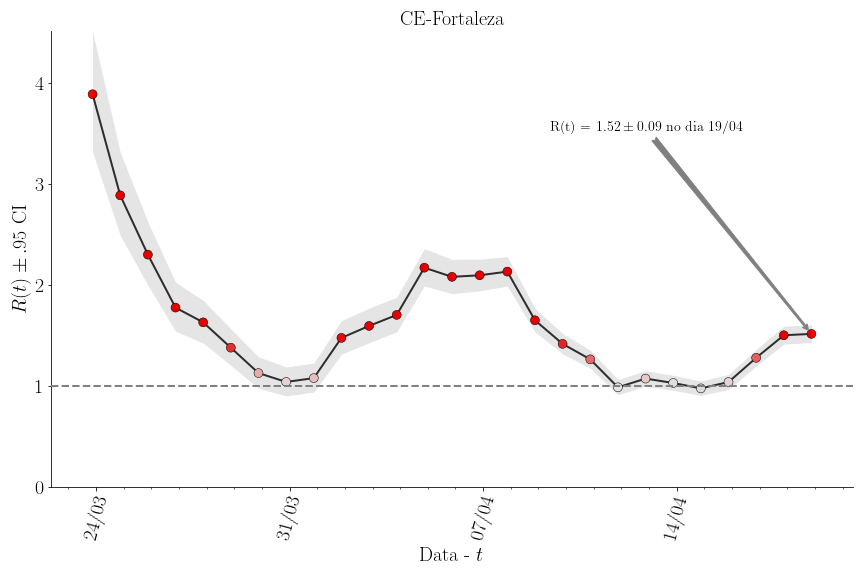 CE-Fortaleza
R(t) = 1.52 ± 0.09 no dia 19/04
R(t) ± .95 CI
4
3
2
1
0
24/03
31/03
07/04
14/04
Data - t